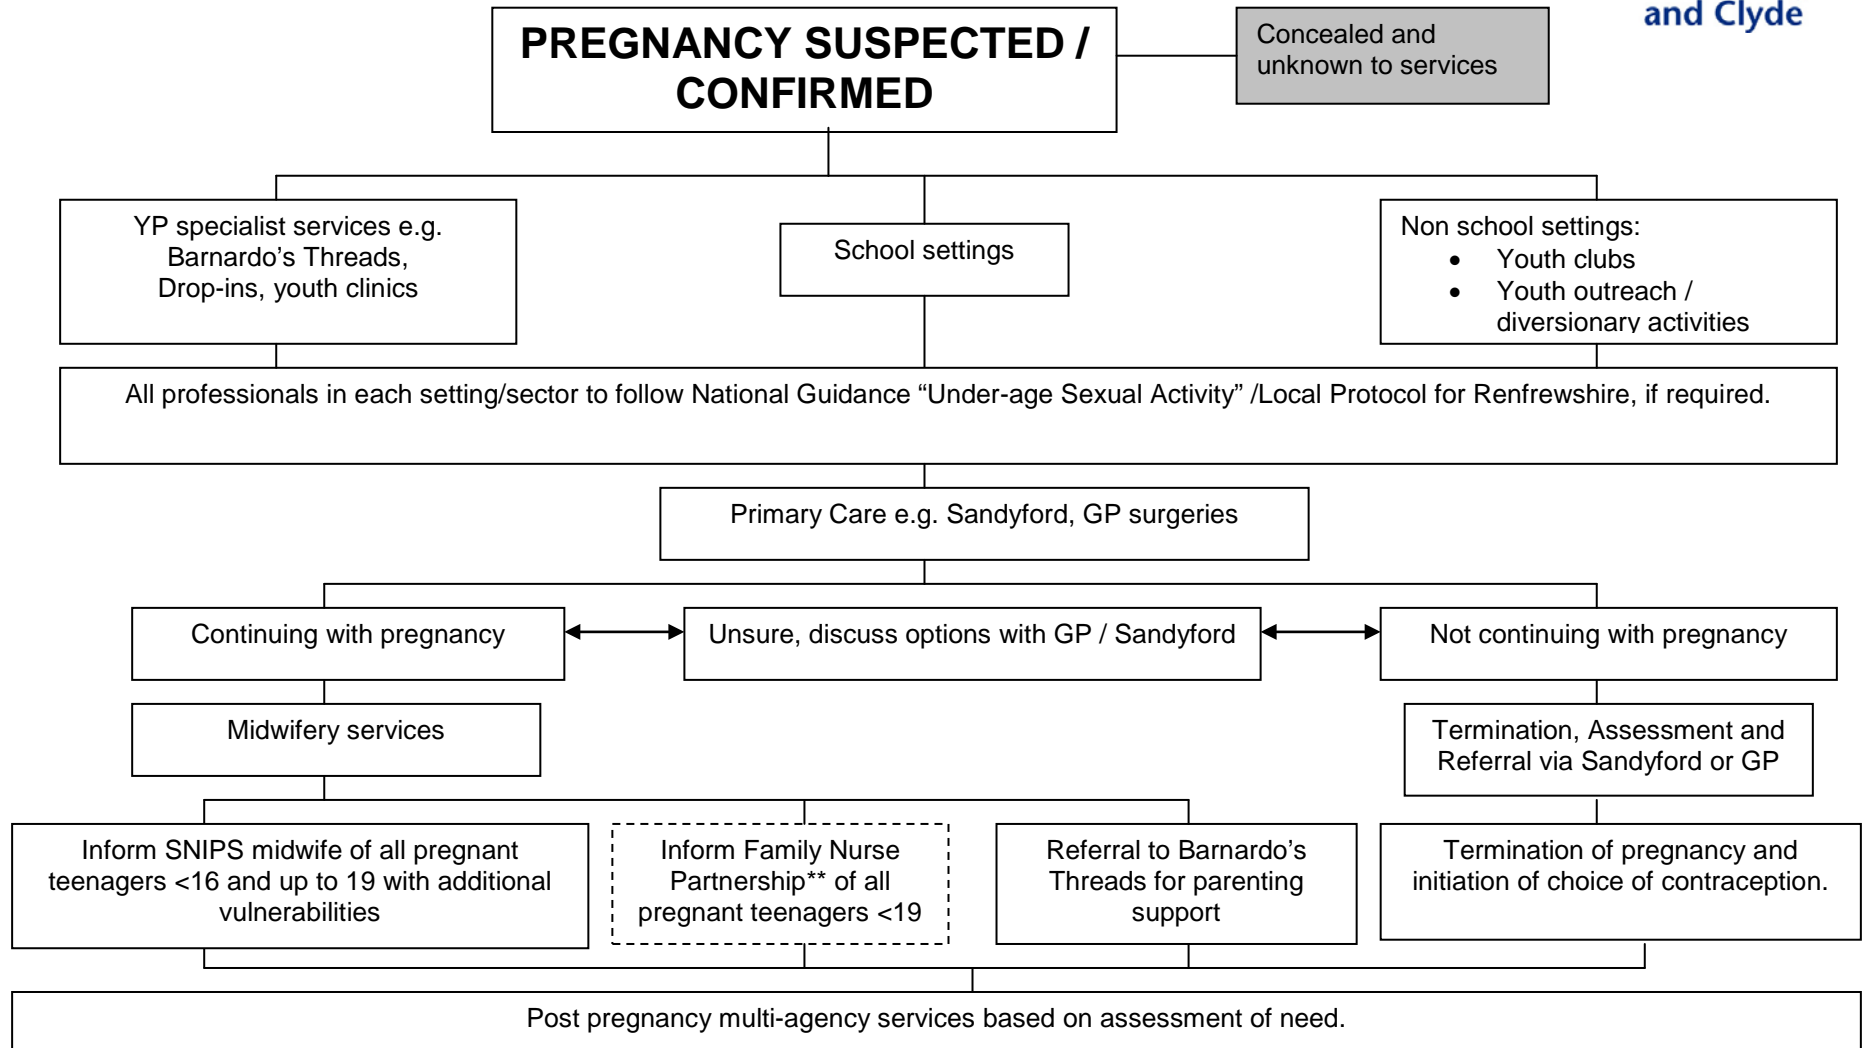 and Clyde
PREGNANCY SUSPECTED /
CONFIRMED
Concealed and
unknown to services
YP specialist services e.g.
Barnardo’s Threads,
Drop-ins, youth clinics
School settings
Non school settings:
• Youth clubs
• Youth outreach /
diversionary activities
All professionals in each setting/sector to follow National Guidance “Under-age Sexual Activity” /Local Protocol for Renfrewshire, if required.
Primary Care e.g. Sandyford, GP surgeries
Continuing with pregnancy
Unsure, discuss options with GP / Sandyford
Not continuing with pregnancy
Midwifery services
Termination, Assessment and
Referral via Sandyford or GP
Inform SNIPS midwife of all pregnant
teenagers <16 and up to 19 with additional
vulnerabilities
Inform Family Nurse
Partnership** of all
pregnant teenagers <19
Referral to Barnardo’s
Threads for parenting
support
Termination of pregnancy and
initiation of choice of contraception.
Post pregnancy multi-agency services based on assessment of need.